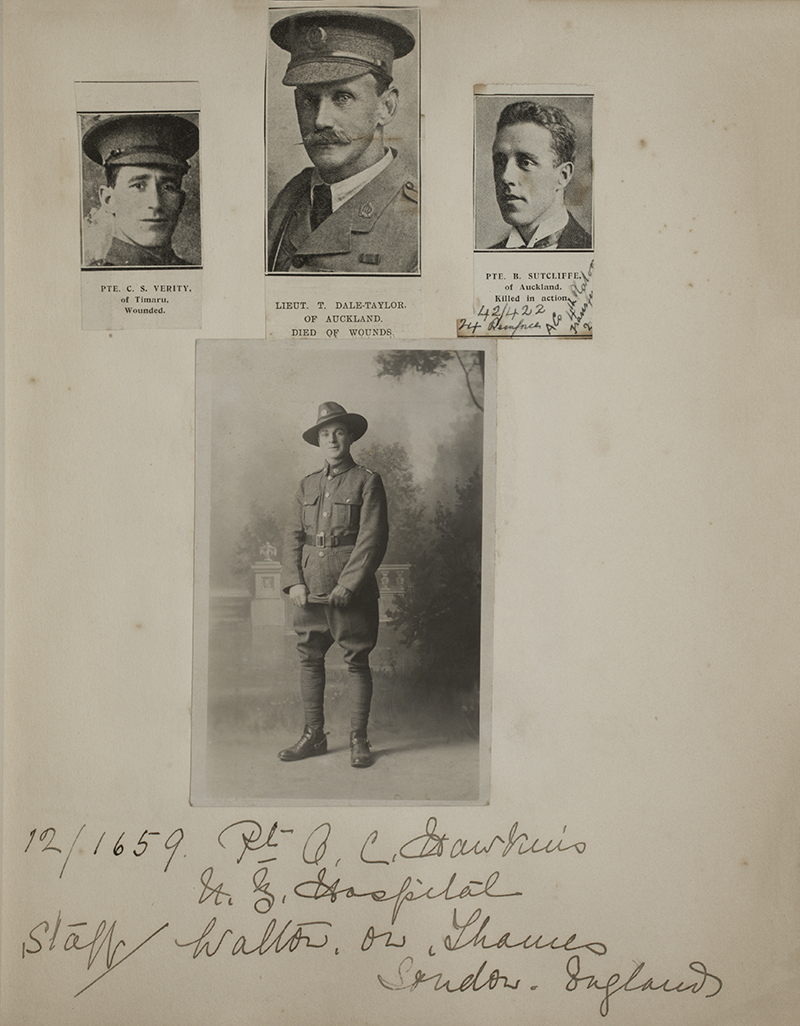 PTE. C. S. VERITY,
of Timaru,
Wounded.
LIEUT. T. DALE-TAYLOR.
OF AUCKLAND.
DIED OF WOUNDS.
PTE. B. SUTCLIFFE,
of Auckland.
Killed in action.
42/422
A Co
12/1659. Pte A. C. Hawkins
N. Z. Hospital
Staff/ Walton. on. Thames
London. England